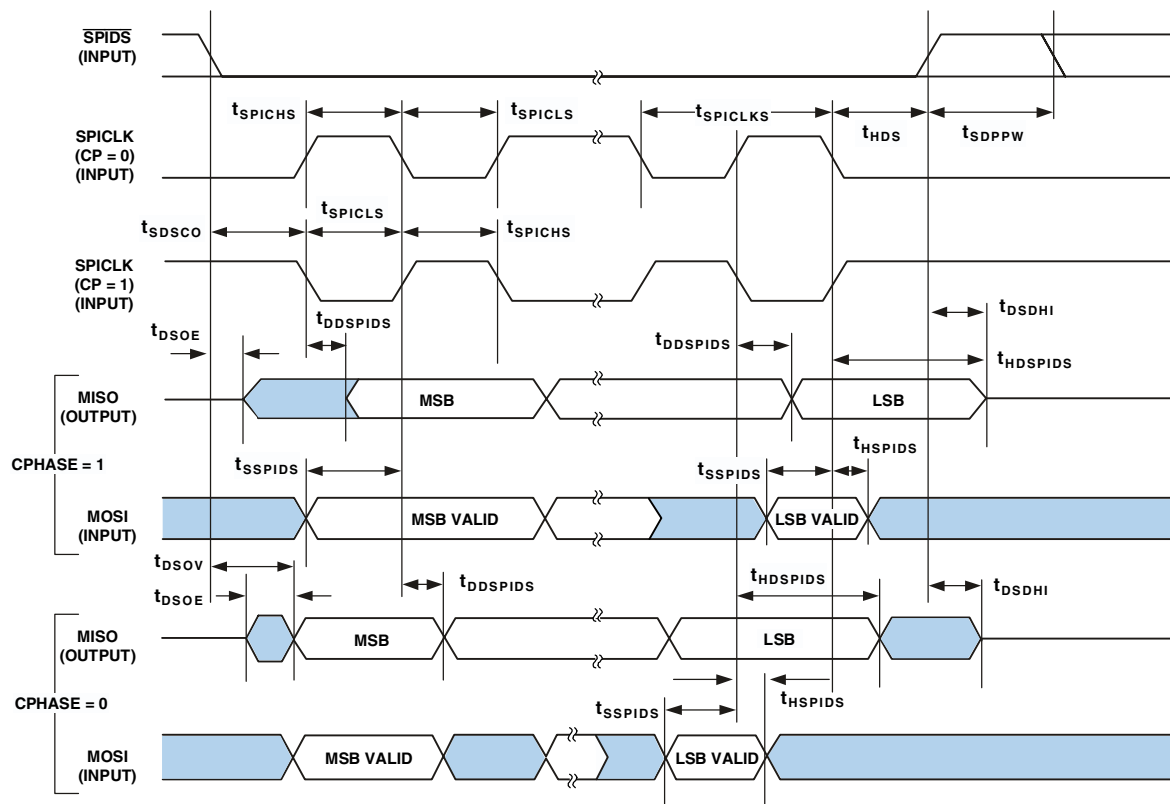 SPIDS
(INPUT)
tSPICHS
tSPICLS
tSPICLKS
tHDS
tSDPPW
SPICLK
(CP = 0)
(INPUT)
tSDSCO
tSPICLS
tSPICHS
SPICLK
(CP = 1)
(INPUT)
tDSOE
tDDSPIDS
tDDSPIDS
tDSDHI
tHDSPIDS
MISO
(OUTPUT)
MSB
LSB
CPHASE = 1
tSSPIDS
tSSPIDS
tHSPIDS
MOSI
(INPUT)
MSB VALID
LSB VALID
tDSOV
tDSOE
tDDSPIDS
tHDSPIDS
tDSDHI
MISO
(OUTPUT)
MSB
LSB
CPHASE = 0
tSSPIDS
tHSPIDS
MOSI
(INPUT)
MSB VALID
LSB VALID